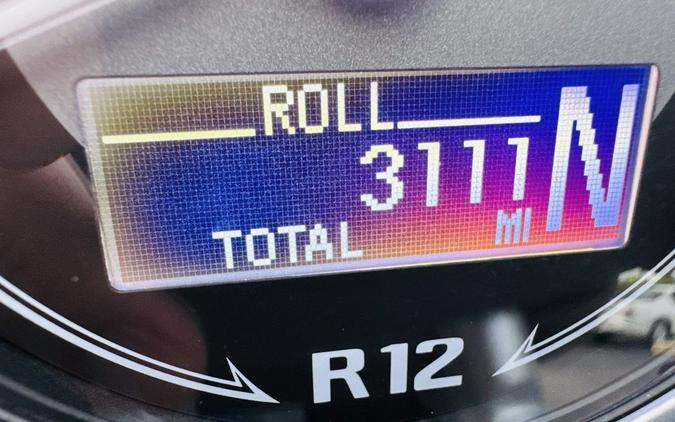 ROLL
3111
TOTAL MI N
R12